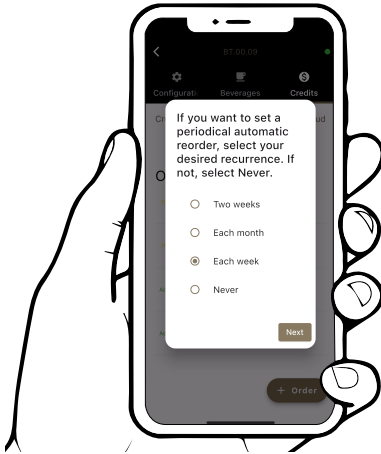 BT.00.09
Configurati
Beverages
Credits
If you want to set a
periodical automatic
reorder, select your
desired recurrence. If
not, select Never.
Two weeks
Each month
Each week
Never
Next
+ Order